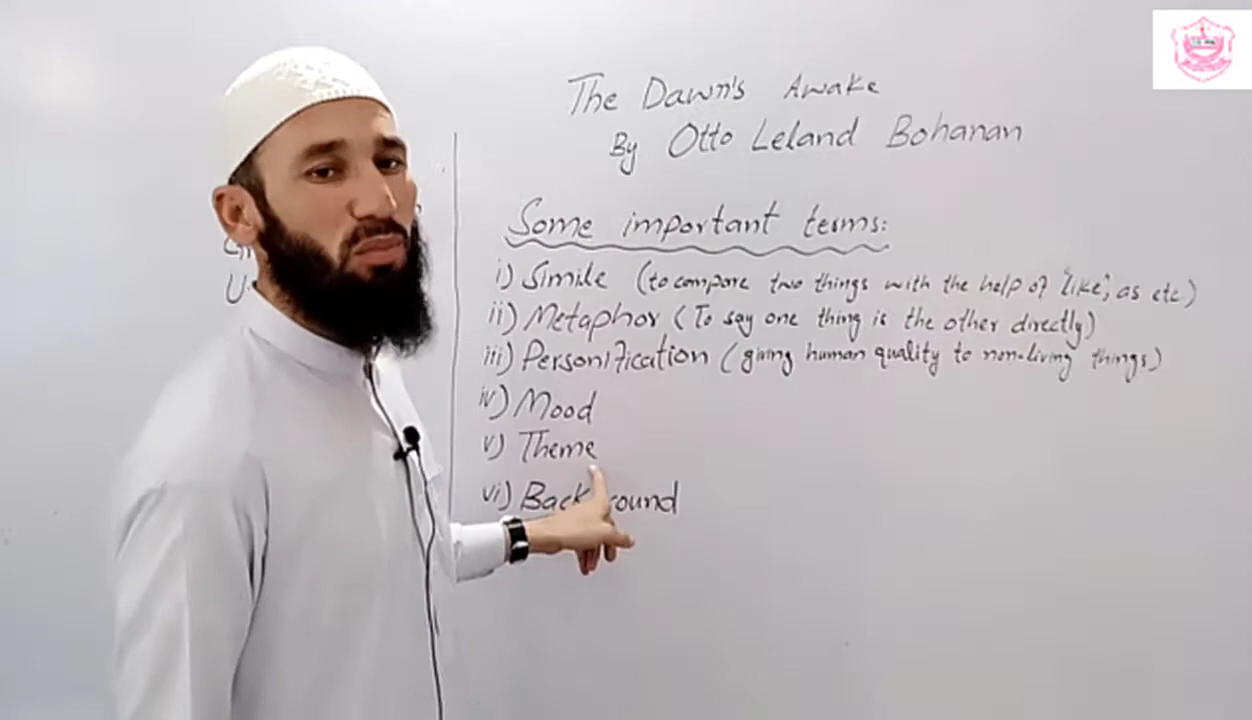 The Dawn's Awake
By Otto Leland Bohanan
Some important terms:
i) Simile (to compare two things with the help of "like", as etc)
ii) Metaphor (To say one thing is the other directly)
iii) Personification (giving human quality to non-living things)
iv) Mood
v) Theme
vi) Background